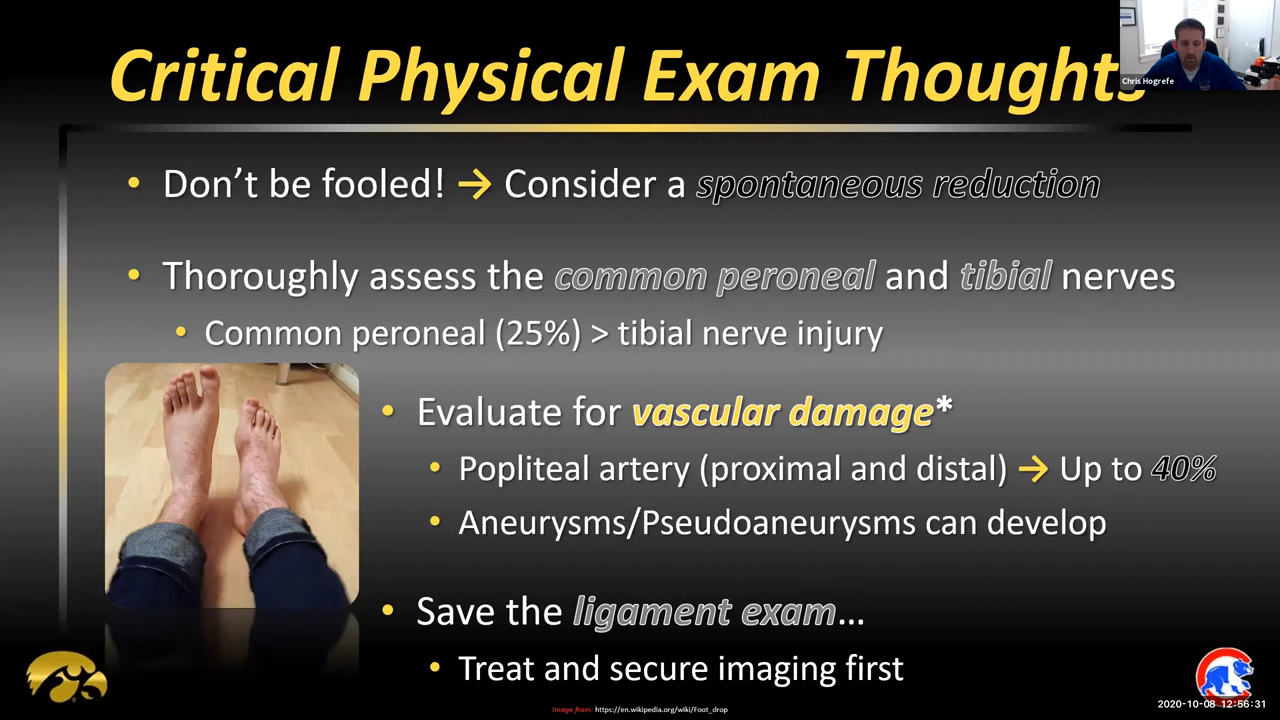 Critical Physical Exam Thoughts
Chris Hogrefe
• Don't be fooled! → Consider a spontaneous reduction
• Thoroughly assess the common peroneal and tibial nerves
• Common peroneal (25%) > tibial nerve injury
• Evaluate for vascular damage*
• Popliteal artery (proximal and distal) → Up to 40%
• Aneurysms/Pseudoaneurysms can develop
• Save the ligament exam...
• Treat and secure imaging first
Image from: https://en.wikipedia.org/wiki/Foot_drop
2020-10-08 12:56:31